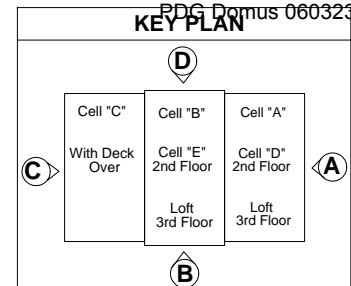 PDG Domus 060323
KEY PLAN
D
Cell "C"
With Deck
Over
Cell "B"
Cell "E"
2nd Floor
Loft
3rd Floor
Cell "A"
Cell "D"
2nd Floor
Loft
3rd Floor
C
A
B